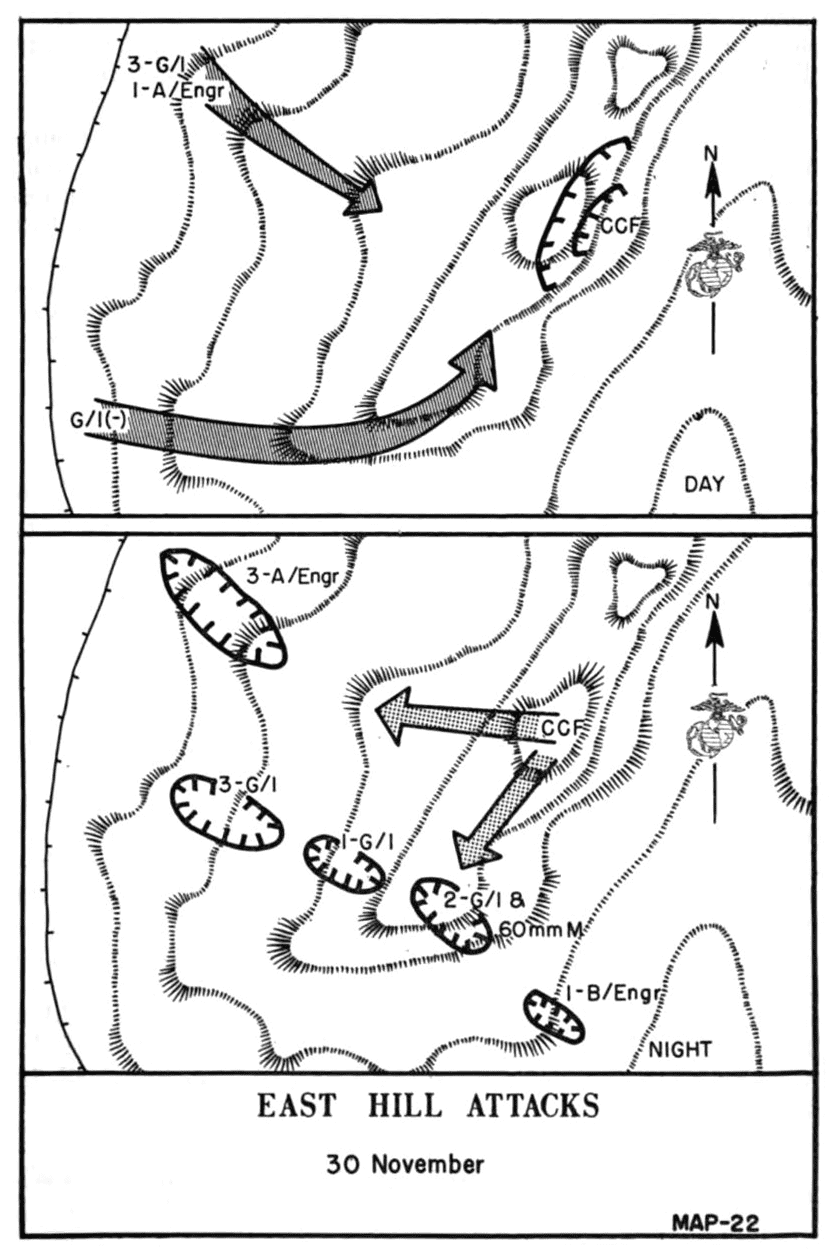 3-G/1
1-A/Engr
N
CCF
G/1(-)
DAY
3-A/Engr
N
CCF
3-G/1
1-G/1
2-G/1 &
60mm M
1-B/Engr
NIGHT
EAST HILL ATTACKS
30 November
MAP-22